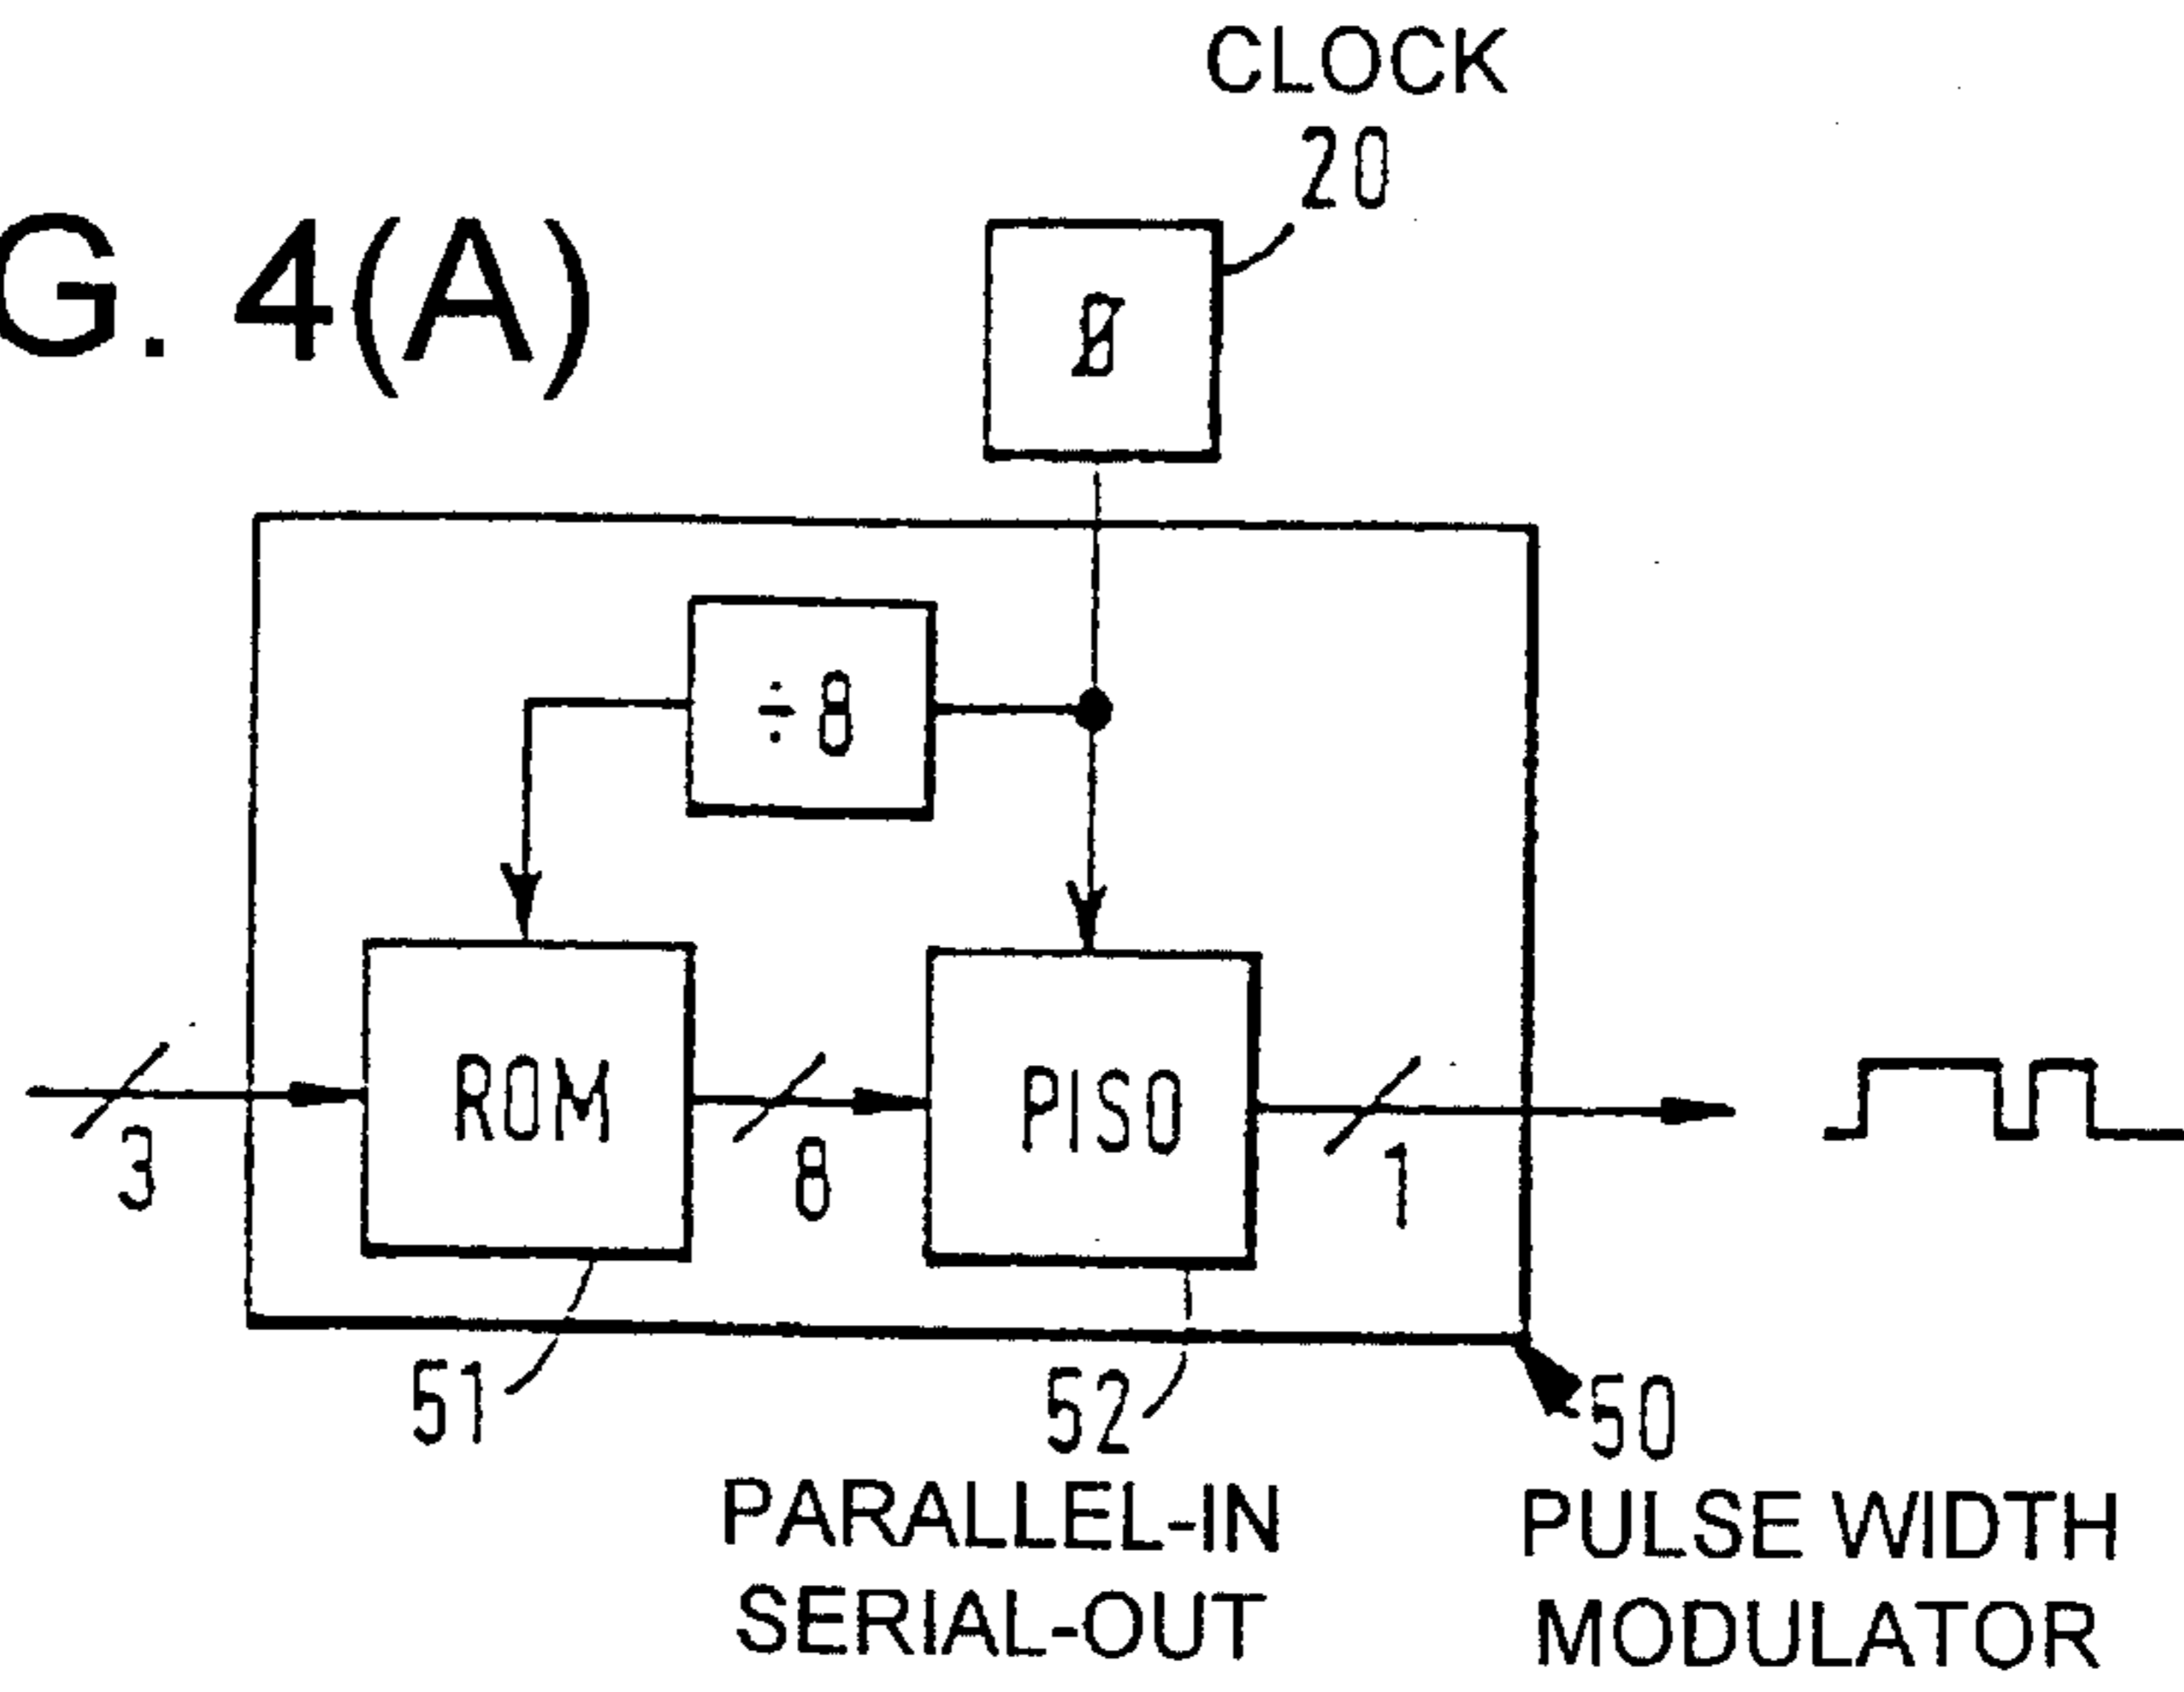 CLOCK
20
G. 4(A)
Ø
÷8
ROM
PISO
3
8
1
51
52
50
PARALLEL-IN
SERIAL-OUT
PULSE WIDTH
MODULATOR